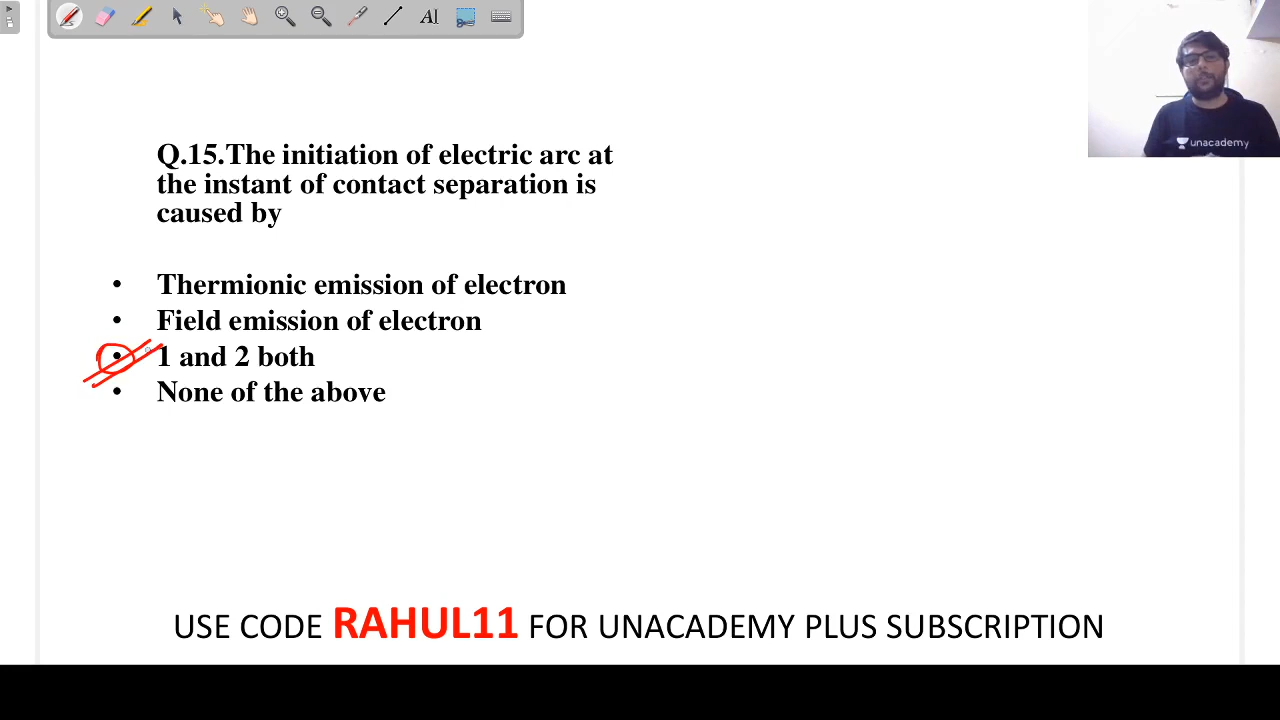 AI
unacademy
Q.15.The initiation of electric arc at
the instant of contact separation is
caused by
• Thermionic emission of electron
• Field emission of electron
• 1 and 2 both
• None of the above
USE CODE RAHUL11 FOR UNACADEMY PLUS SUBSCRIPTION